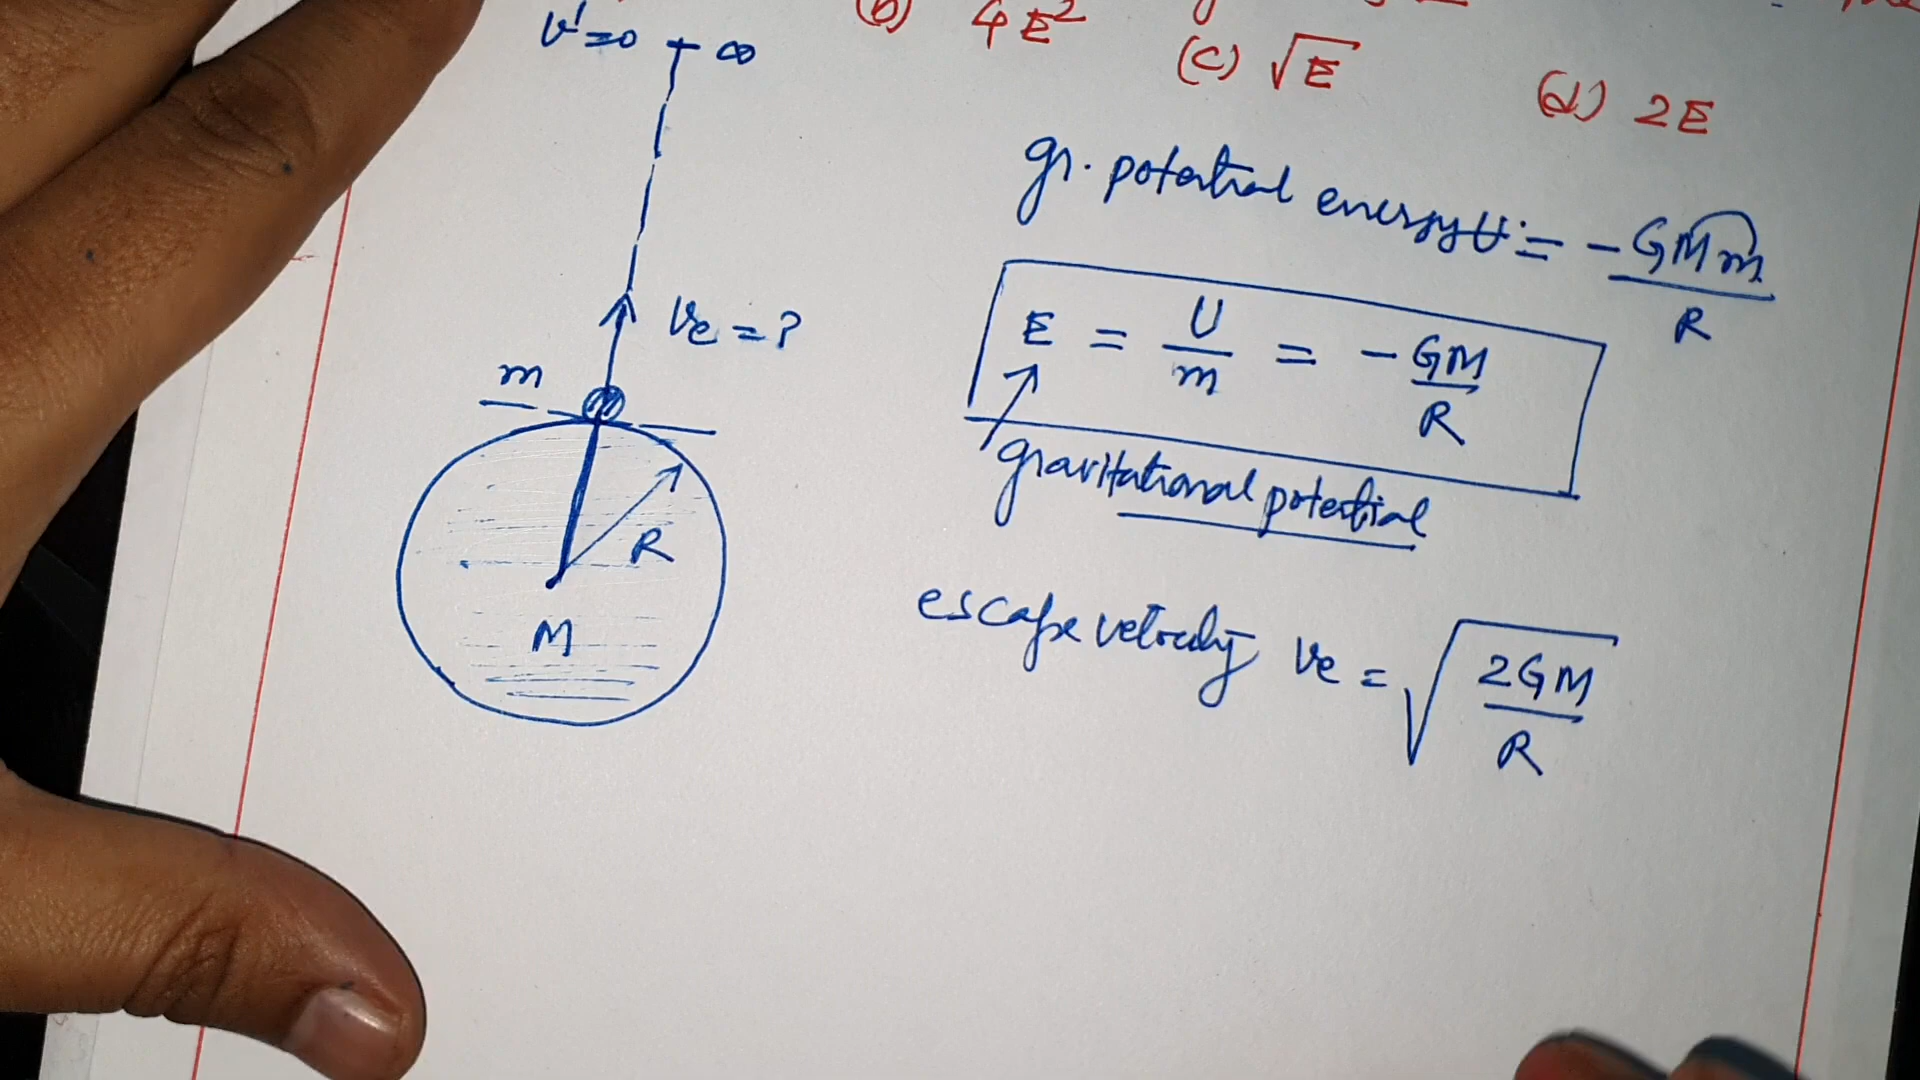 (b) 4E² (c) √E (d) 2E
v'=0 ∞
gr. potential energy U = -GMm/R
ve = ?
m
E = U/m = -GM/R
gravitational potential
R
M
escape velocity ve = √(2GM/R)